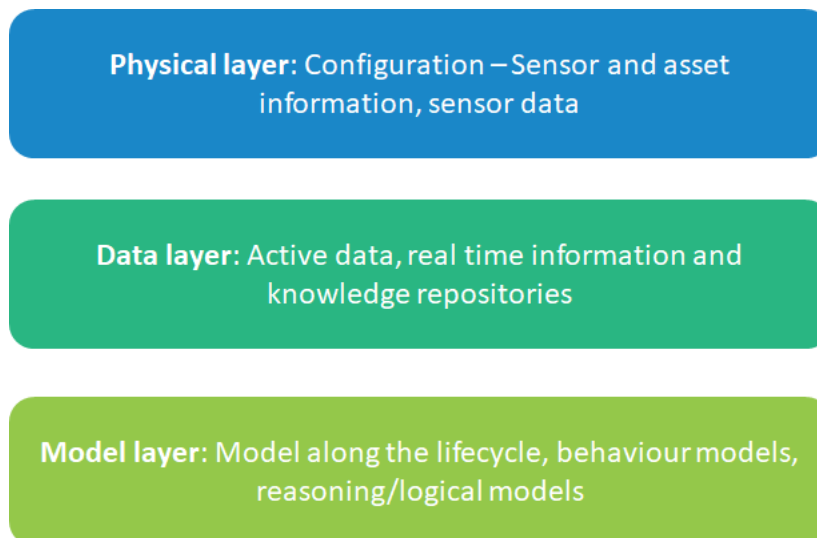 Physical layer: Configuration – Sensor and asset
information, sensor data
Data layer: Active data, real time information and
knowledge repositories
Model layer: Model along the lifecycle, behaviour models,
reasoning/logical models